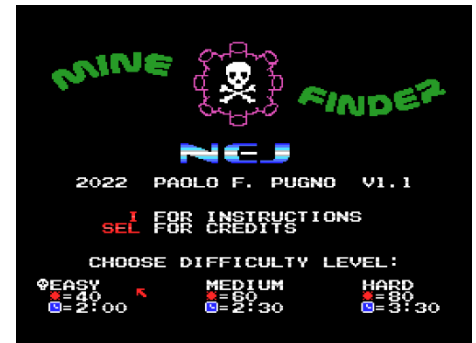 MINE FINDER
NEJ
2022 PAOLO F. PUGNO V1.1
I FOR INSTRUCTIONS
SEL FOR CREDITS
CHOOSE DIFFICULTY LEVEL:
EASY MEDIUM HARD
=40 =60 =80
=2:00 =2:30 =3:30